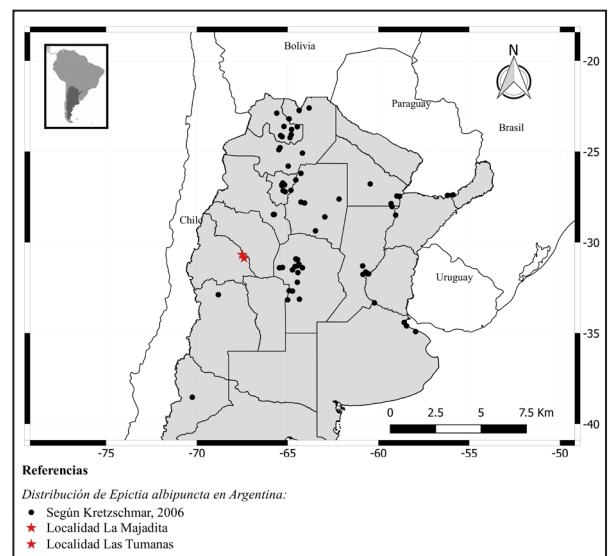 Bolivia
N
Paraguay
Brasil
-20
-25
Chile
-30
Uruguay
-35
0 2.5 5 7.5 Km
-40
-75 -70 -65 -60 -55 -50
Referencias
Distribución de Epictia albipuncta en Argentina:
Según Kretzschmar, 2006
Localidad La Majadita
Localidad Las Tumanas